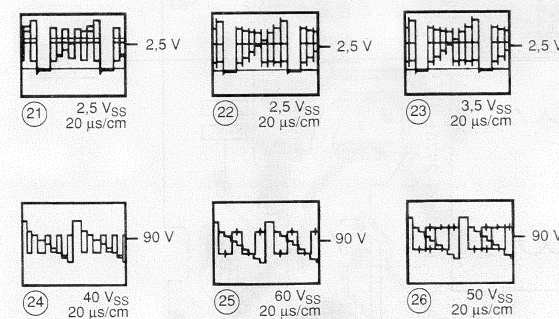 2,5 V
2,5 V
2,5 V
21 2,5 VSS
20 µs/cm
22 2,5 VSS
20 µs/cm
23 3,5 VSS
20 µs/cm
90 V
90 V
90 V
24 40 VSS
20 µs/cm
25 60 VSS
20 µs/cm
26 50 VSS
20 µs/cm